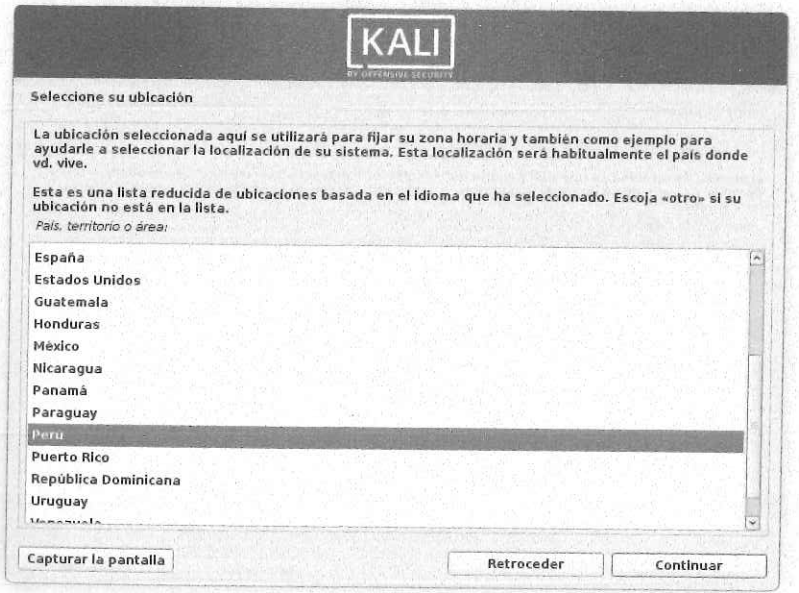 KALI
BY OFFENSIVE SECURITY
Seleccione su ubicación
La ubicación seleccionada aquí se utilizará para fijar su zona horaria y también como ejemplo para
ayudarle a seleccionar la localización de su sistema. Esta localización será habitualmente el país donde
vd. vive.
Esta es una lista reducida de ubicaciones basada en el idioma que ha seleccionado. Escoja «otro» si su
ubicación no está en la lista.
País, territorio o área:
España
Estados Unidos
Guatemala
Honduras
México
Nicaragua
Panamá
Paraguay
Perú
Puerto Rico
República Dominicana
Uruguay
Venezuela
Capturar la pantalla
Retroceder
Continuar